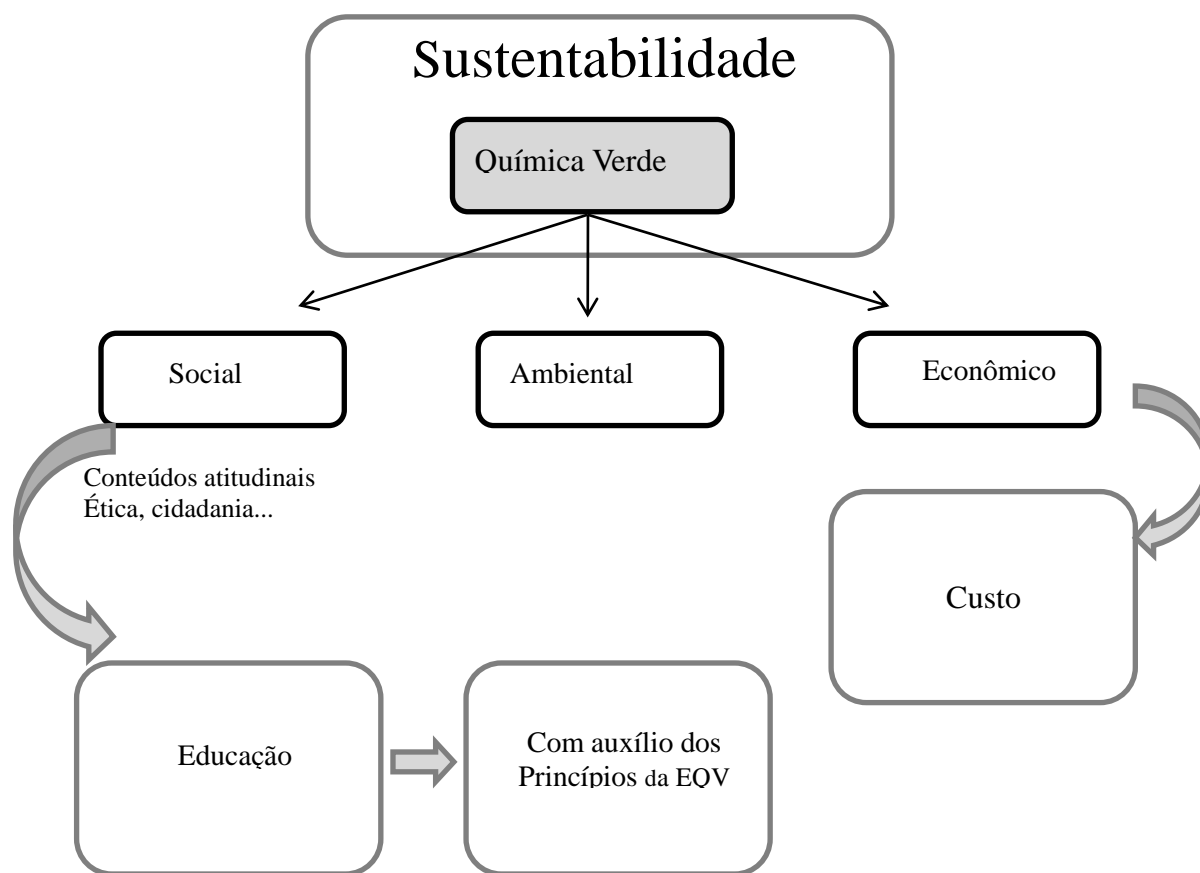 Sustentabilidade
Química Verde
Social
Ambiental
Econômico
Conteúdos atitudinais
Ética, cidadania...
Custo
Educação
Com auxílio dos
Princípios da EQV